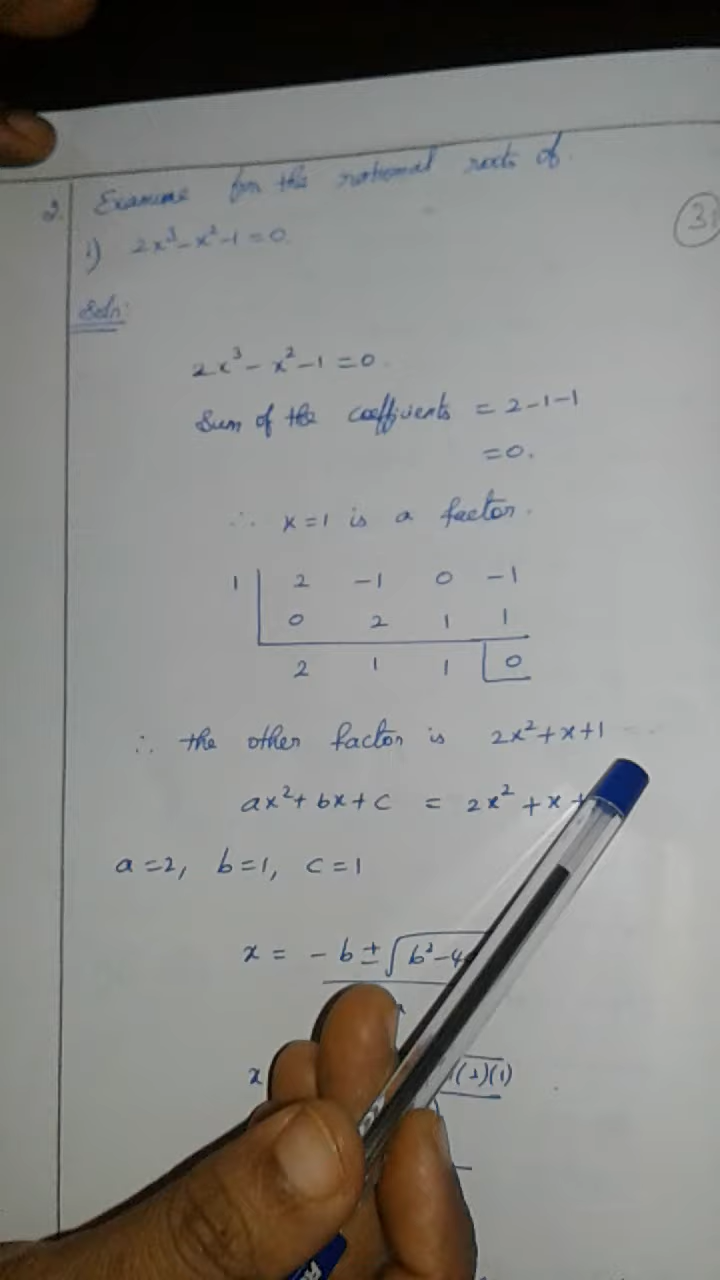 2. Examine for the rational roots of
i) 2x³-x²-1=0.
31
Soln:
2x³ - x² - 1 = 0.
Sum of the coefficients = 2-1-1
= 0.
∴ x=1 is a factor.
1 | 2 -1 0 -1
0 2 1 1
2 1 1 | 0
∴ the other factor is 2x²+x+1
ax²+bx+c = 2x²+x+
a=2, b=1, c=1
x = -b ± √b²-4
x (2)(1)